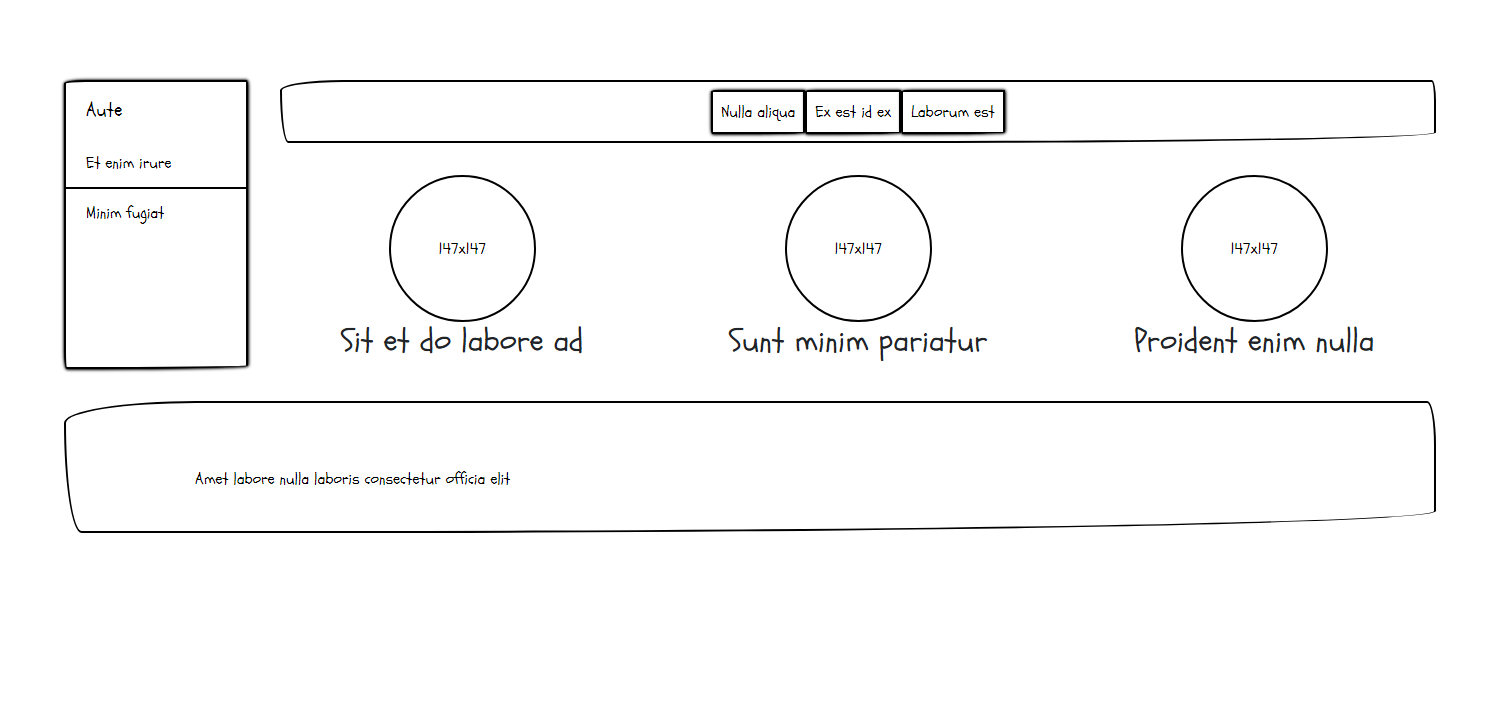 Aute
Et enim irure
Minim fugiat
Nulla aliqua
Ex est id ex
Laborum est
147x147
147x147
147x147
Sit et do labore ad
Sunt minim pariatur
Proident enim nulla
Amet labore nulla laboris consectetur officia elit